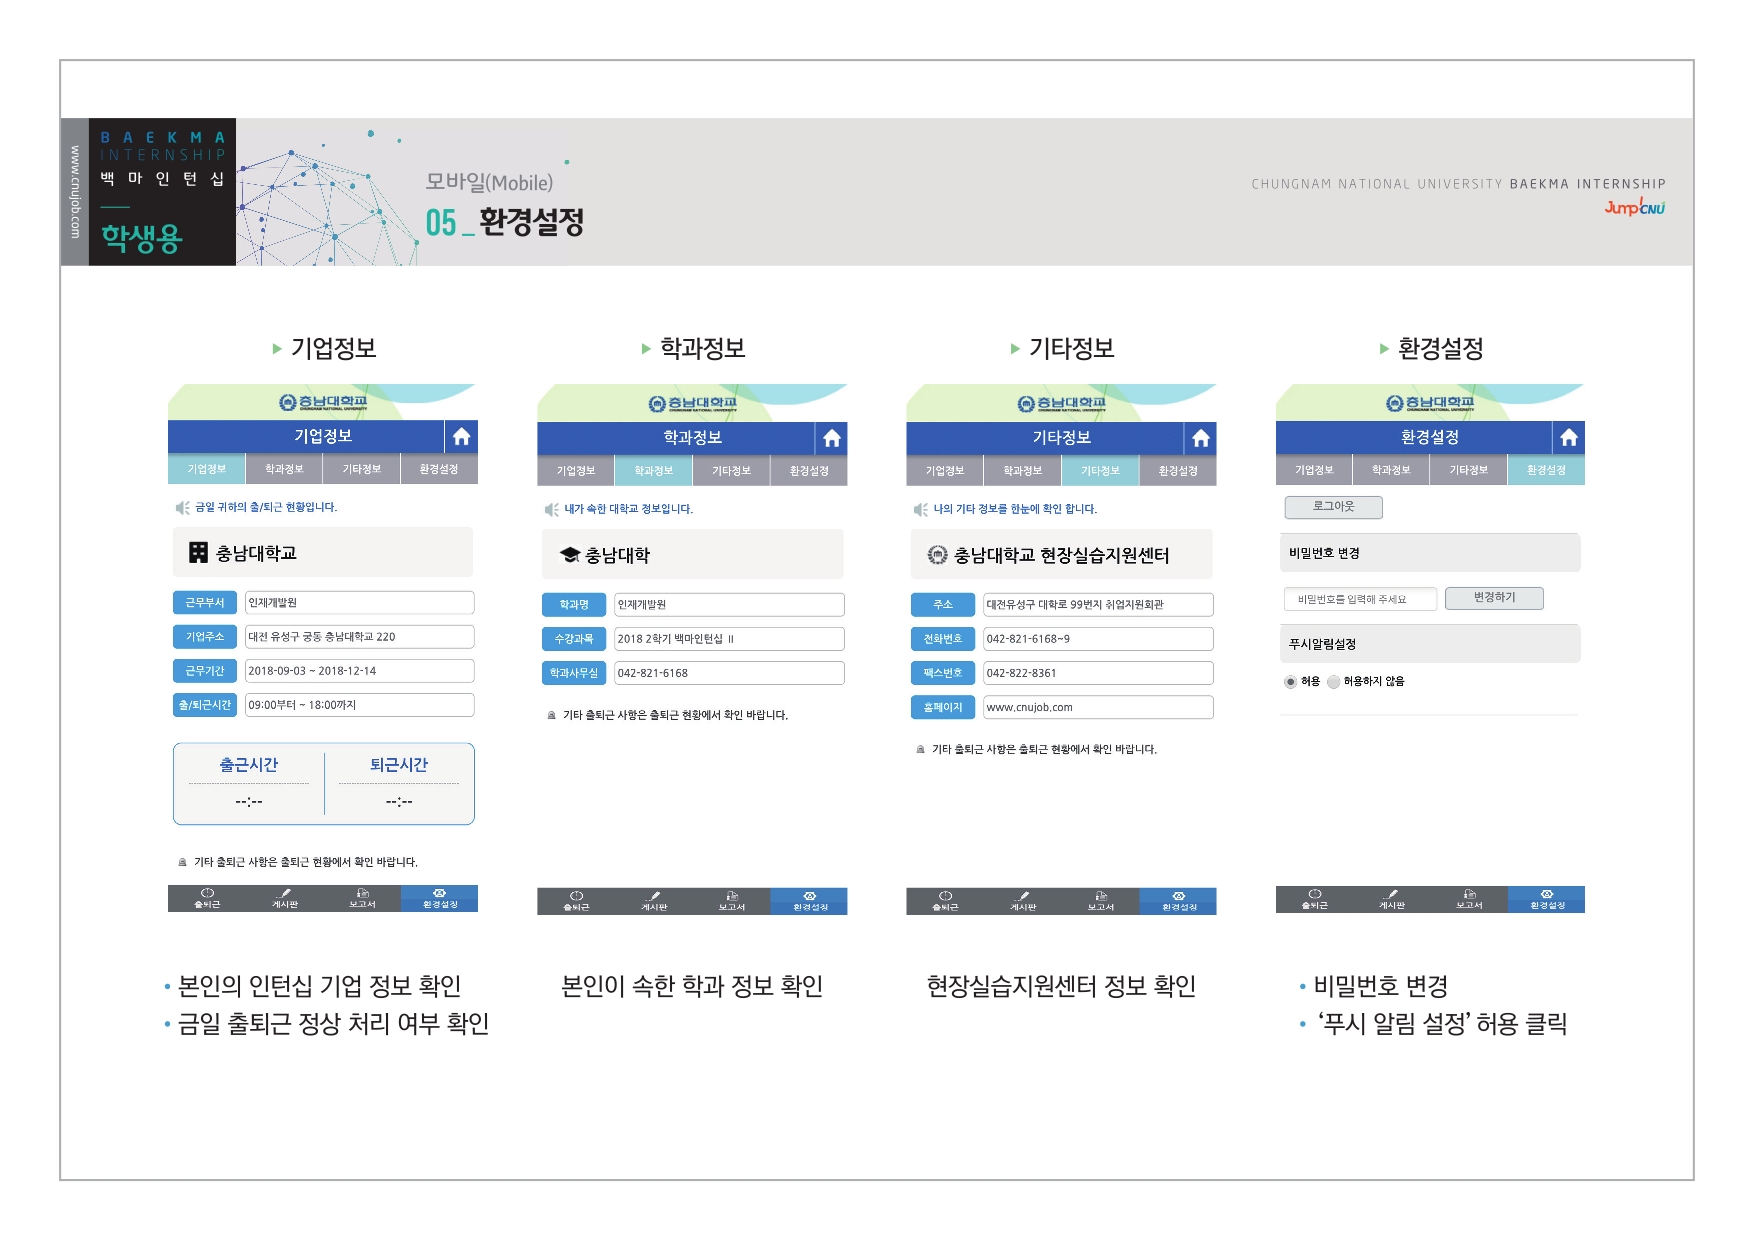 www.cnujob.com
BAEKMA
INTERNSHIP
백마인턴십
학생용
모바일(Mobile)
05 _ 환경설정
CHUNGNAM NATIONAL UNIVERSITY BAEKMA INTERNSHIP
Jump!CNU
▶ 기업정보
충남대학교
CHUNGNAM NATIONAL UNIVERSITY
기업정보
기업정보 학과정보 기타정보 환경설정
금일 귀하의 출/퇴근 현황입니다.
충남대학교
근무부서 인재개발원
기업주소 대전 유성구 궁동 충남대학교 220
근무기간 2018-09-03 ~ 2018-12-14
출/퇴근시간 09:00부터 ~ 18:00까지
출근시간 퇴근시간
--:-- --:--
기타 출퇴근 사항은 출퇴근 현황에서 확인 바랍니다.
출퇴근 게시판 보고서 환경설정
• 본인의 인턴십 기업 정보 확인
• 금일 출퇴근 정상 처리 여부 확인
▶ 학과정보
충남대학교
CHUNGNAM NATIONAL UNIVERSITY
학과정보
기업정보 학과정보 기타정보 환경설정
내가 속한 대학교 정보입니다.
충남대학
학과명 인재개발원
수강과목 2018 2학기 백마인턴십 Ⅱ
학과사무실 042-821-6168
기타 출퇴근 사항은 출퇴근 현황에서 확인 바랍니다.
출퇴근 게시판 보고서 환경설정
본인이 속한 학과 정보 확인
▶ 기타정보
충남대학교
CHUNGNAM NATIONAL UNIVERSITY
기타정보
기업정보 학과정보 기타정보 환경설정
나의 기타 정보를 한눈에 확인 합니다.
충남대학교 현장실습지원센터
주소 대전유성구 대학로 99번지 취업지원회관
전화번호 042-821-6168~9
팩스번호 042-822-8361
홈페이지 www.cnujob.com
기타 출퇴근 사항은 출퇴근 현황에서 확인 바랍니다.
출퇴근 게시판 보고서 환경설정
현장실습지원센터 정보 확인
▶ 환경설정
충남대학교
CHUNGNAM NATIONAL UNIVERSITY
환경설정
기업정보 학과정보 기타정보 환경설정
로그아웃
비밀번호 변경
비밀번호를 입력해 주세요 변경하기
푸시알림설정
허용 허용하지 않음
출퇴근 게시판 보고서 환경설정
• 비밀번호 변경
• ‘푸시 알림 설정’ 허용 클릭